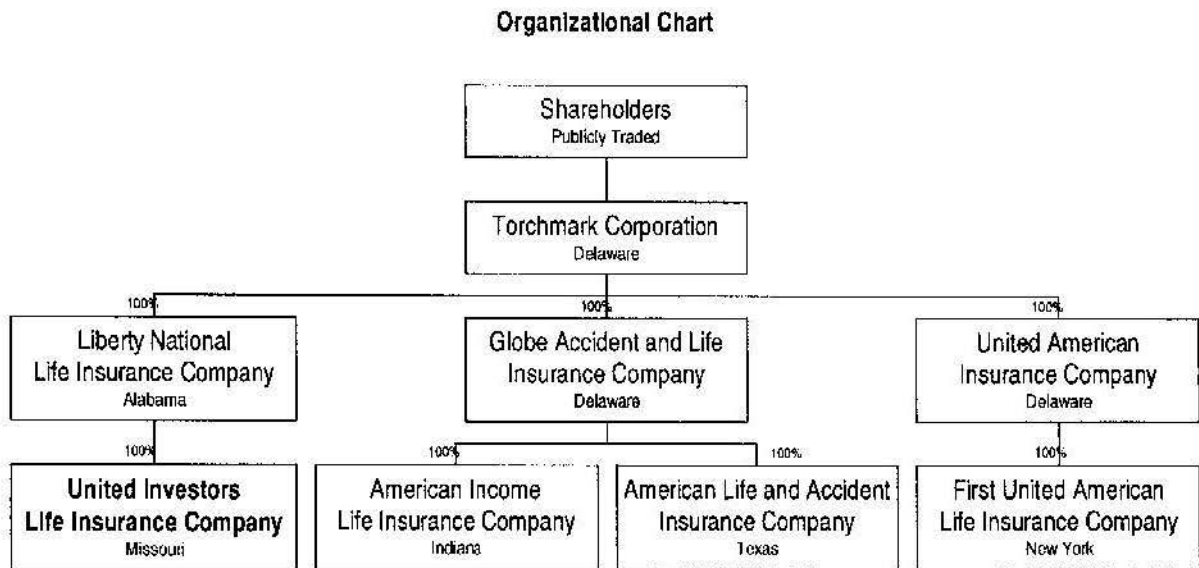 Organizational Chart
Shareholders
Publicly Traded
Torchmark Corporation
Delaware
100%
100%
100%
Liberty National
Life Insurance Company
Alabama
Globe Accident and Life
Insurance Company
Delaware
United American
Insurance Company
Delaware
100%
100%
100%
100%
United Investors
Life Insurance Company
Missouri
American Income
Life Insurance Company
Indiana
American Life and Accident
Insurance Company
Texas
First United American
Life Insurance Company
New York